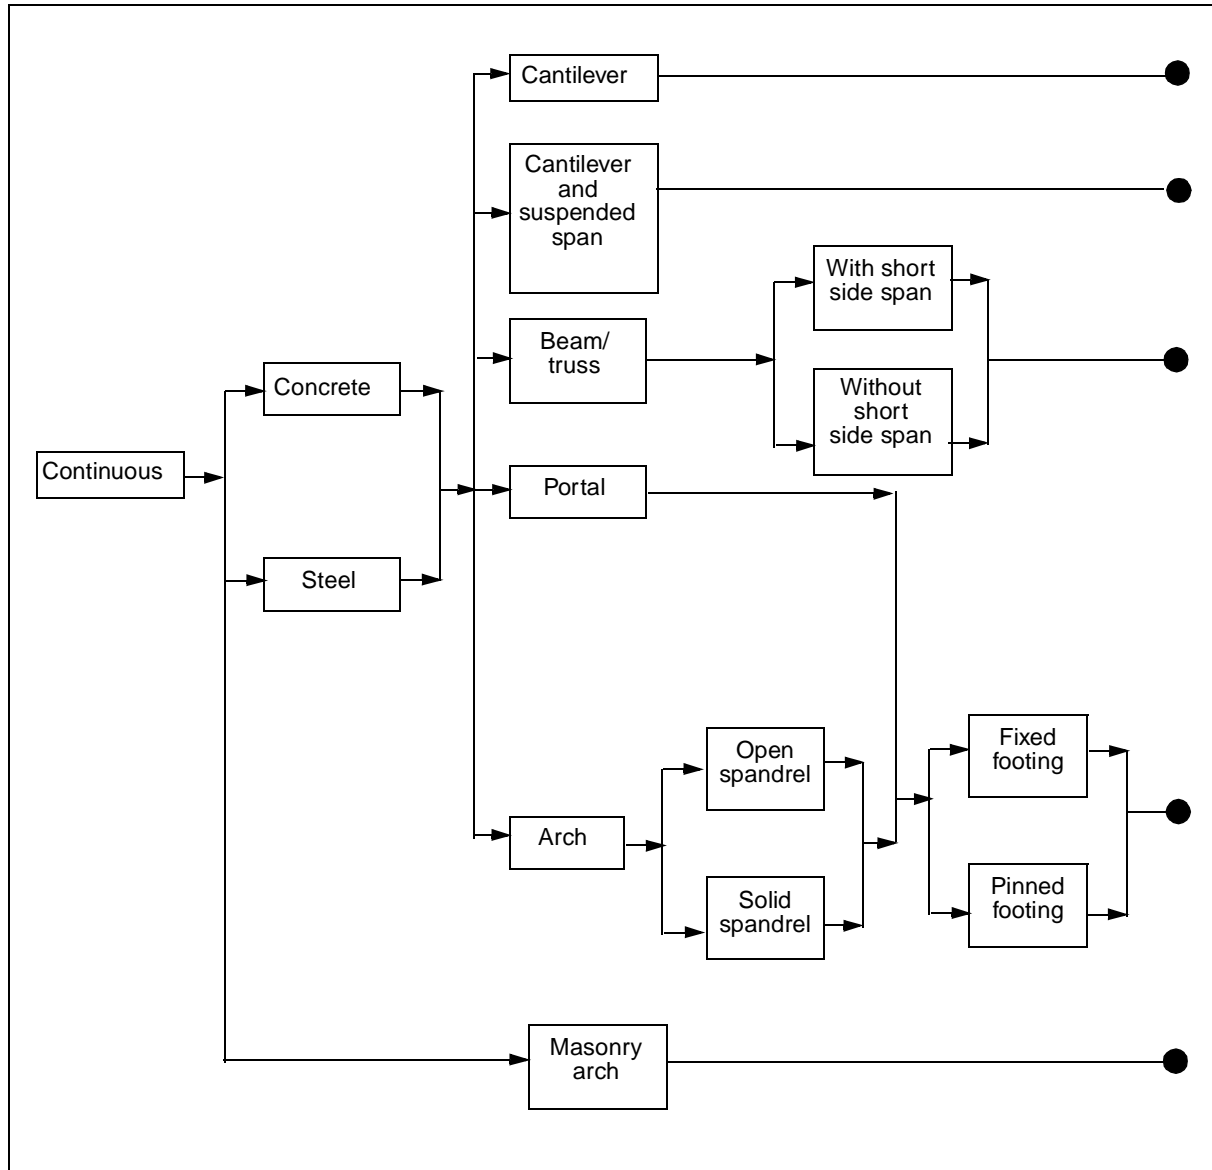 Cantilever
Cantilever
and
suspended
span
With short
side span
Beam/
truss
Concrete
Without
short
side span
Continuous
Portal
Steel
Fixed
footing
Open
spandrel
Arch
Solid
spandrel
Pinned
footing
Masonry
arch